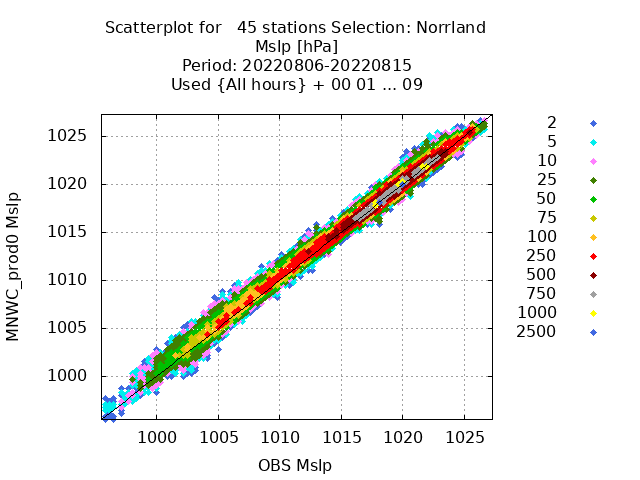 Scatterplot for   45 stations Selection: Norrland
Mslp [hPa]
Period: 20220806-20220815
Used {All hours} + 00 01 ... 09
MNWC_prod0 Mslp
1025
1020
1015
1010
1005
1000
1000 1005 1010 1015 1020 1025
OBS Mslp
2
5
10
25
50
75
100
250
500
750
1000
2500